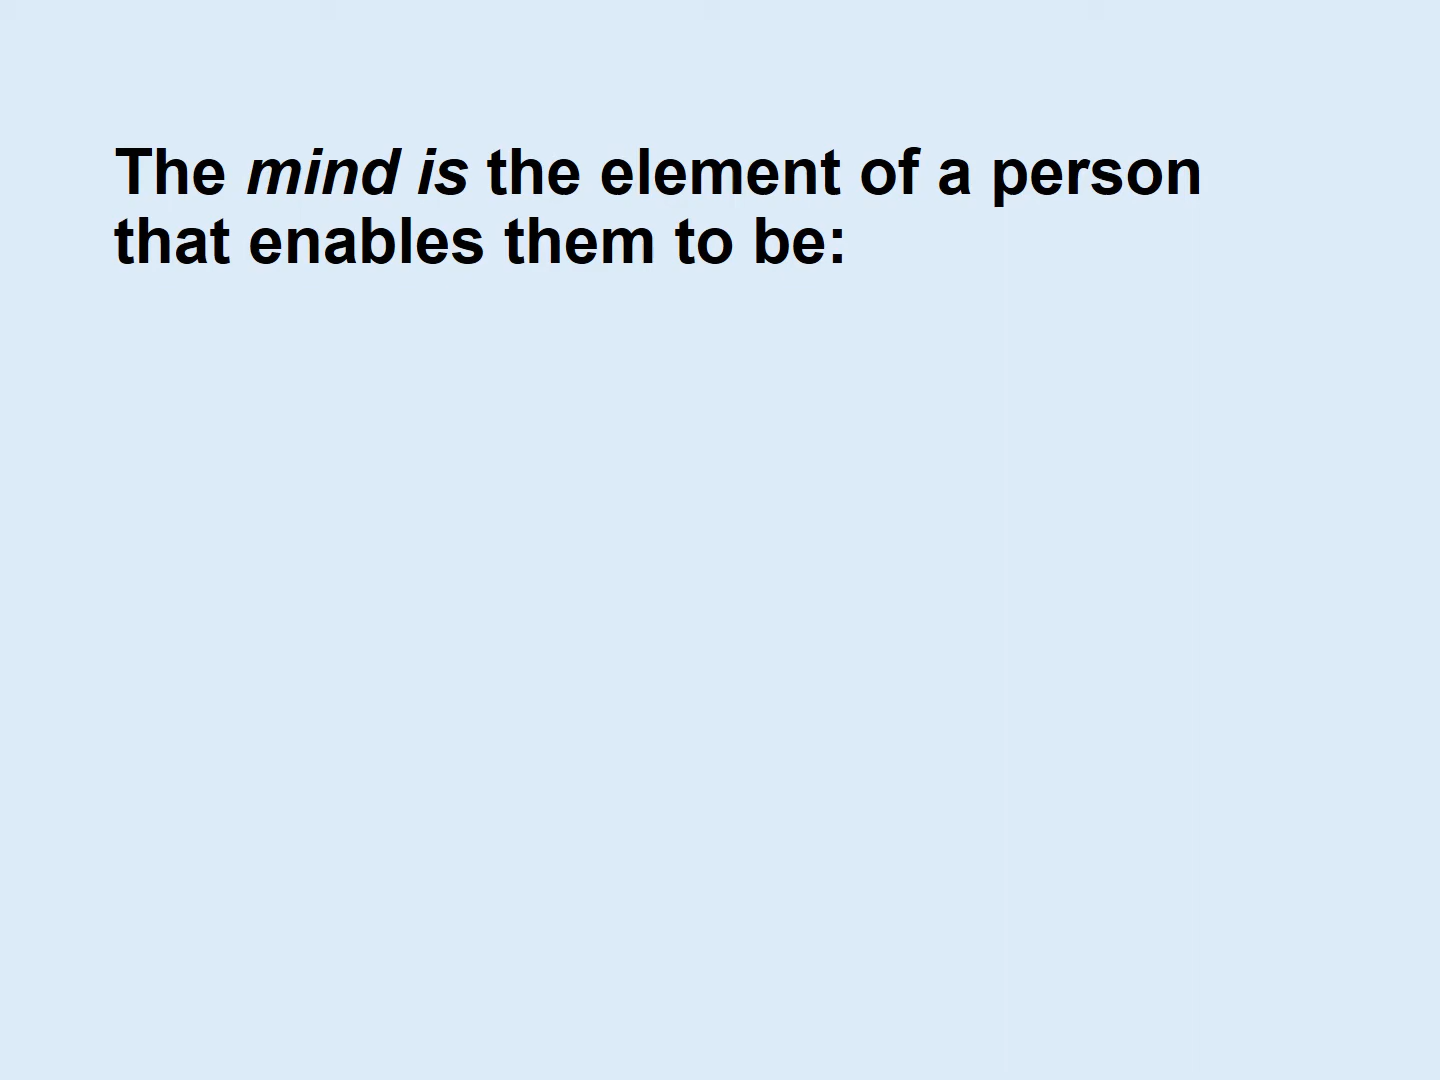 The mind is the element of a person
that enables them to be: